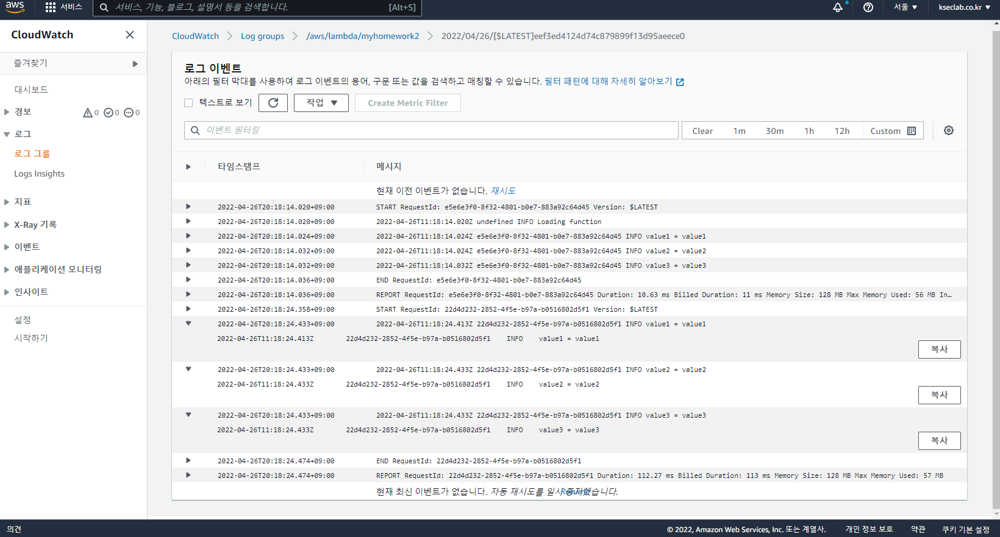 aws 서비스 서비스, 기능, 블로그, 설명서 등을 검색합니다. [Alt+S] 서울 ▼ kseclab.co.kr ▼
CloudWatch
즐겨찾기
대시보드
경보 0 0 0
로그
로그 그룹
Logs Insights
지표
X-Ray 기록
이벤트
애플리케이션 모니터링
인사이트
설정
시작하기
CloudWatch > Log groups > /aws/lambda/myhomework2 > 2022/04/26/[$LATEST]eef3ed4124d74c879899f13d95aeece0
로그 이벤트
아래의 필터 막대를 사용하여 로그 이벤트의 용어, 구문 또는 값을 검색하고 매칭할 수 있습니다. 필터 패턴에 대해 자세히 알아보기
텍스트로 보기 작업 ▼ Create Metric Filter
이벤트 필터링 Clear 1m 30m 1h 12h Custom
타임스탬프 메시지
현재 이전 이벤트가 없습니다. 재시도
2022-04-26T20:18:14.020+09:00 START RequestId: e5e6e3f0-8f32-4801-b0e7-883a92c64d45 Version: $LATEST
2022-04-26T20:18:14.020+09:00 2022-04-26T11:18:14.020Z undefined INFO Loading function
2022-04-26T20:18:14.024+09:00 2022-04-26T11:18:14.024Z e5e6e3f0-8f32-4801-b0e7-883a92c64d45 INFO value1 = value1
2022-04-26T20:18:14.032+09:00 2022-04-26T11:18:14.024Z e5e6e3f0-8f32-4801-b0e7-883a92c64d45 INFO value2 = value2
2022-04-26T20:18:14.032+09:00 2022-04-26T11:18:14.032Z e5e6e3f0-8f32-4801-b0e7-883a92c64d45 INFO value3 = value3
2022-04-26T20:18:14.036+09:00 END RequestId: e5e6e3f0-8f32-4801-b0e7-883a92c64d45
2022-04-26T20:18:14.036+09:00 REPORT RequestId: e5e6e3f0-8f32-4801-b0e7-883a92c64d45 Duration: 10.63 ms Billed Duration: 11 ms Memory Size: 128 MB Max Memory Used: 56 MB In…
2022-04-26T20:18:24.358+09:00 START RequestId: 22d4d232-2852-4f5e-b97a-b0516802d5f1 Version: $LATEST
2022-04-26T20:18:24.433+09:00 2022-04-26T11:18:24.413Z 22d4d232-2852-4f5e-b97a-b0516802d5f1 INFO value1 = value1
2022-04-26T11:18:24.413Z 22d4d232-2852-4f5e-b97a-b0516802d5f1 INFO value1 = value1
복사
2022-04-26T20:18:24.433+09:00 2022-04-26T11:18:24.433Z 22d4d232-2852-4f5e-b97a-b0516802d5f1 INFO value2 = value2
2022-04-26T11:18:24.433Z 22d4d232-2852-4f5e-b97a-b0516802d5f1 INFO value2 = value2
복사
2022-04-26T20:18:24.433+09:00 2022-04-26T11:18:24.433Z 22d4d232-2852-4f5e-b97a-b0516802d5f1 INFO value3 = value3
2022-04-26T11:18:24.433Z 22d4d232-2852-4f5e-b97a-b0516802d5f1 INFO value3 = value3
복사
2022-04-26T20:18:24.474+09:00 END RequestId: 22d4d232-2852-4f5e-b97a-b0516802d5f1
2022-04-26T20:18:24.474+09:00 REPORT RequestId: 22d4d232-2852-4f5e-b97a-b0516802d5f1 Duration: 112.27 ms Billed Duration: 113 ms Memory Size: 128 MB Max Memory Used: 57 MB
현재 최신 이벤트가 없습니다. 자동 재시도를 일시 중지했습니다. Resume
의견 © 2022, Amazon Web Services, Inc. 또는 계열사. 개인 정보 보호 약관 쿠키 기본 설정